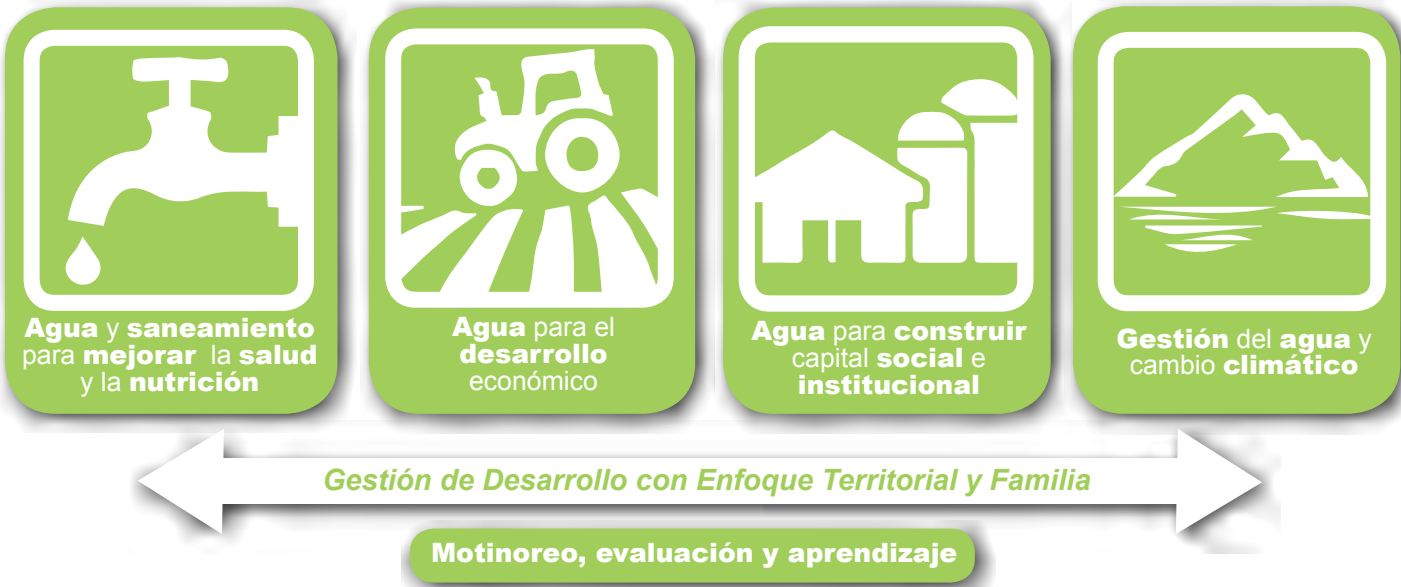 Agua y saneamiento
para mejorar la salud
y la nutrición
Agua para el
desarrollo
económico
Agua para construir
capital social e
institucional
Gestión del agua y
cambio climático
Gestión de Desarrollo con Enfoque Territorial y Familia
Motinoreo, evaluación y aprendizaje